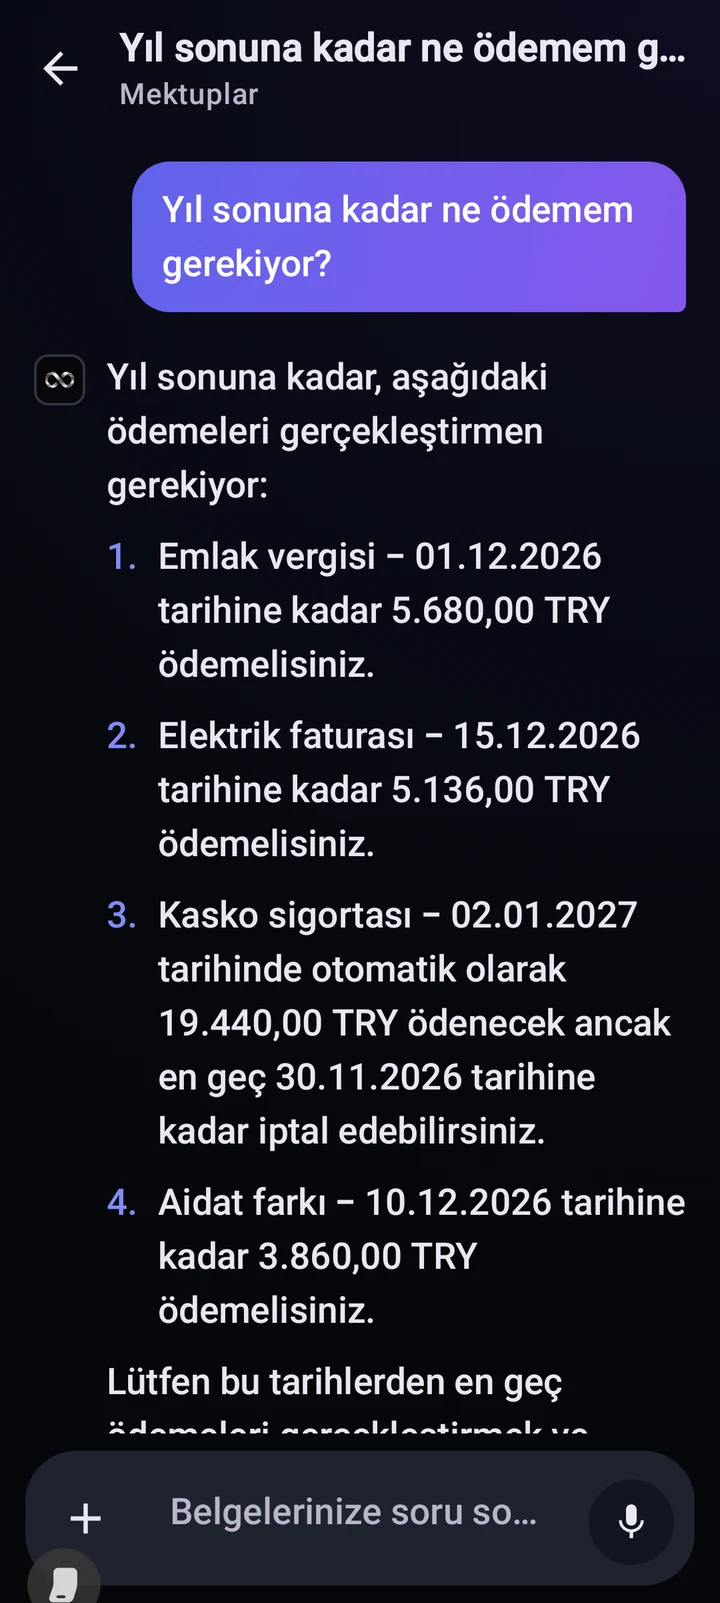 Yıl sonuna kadar ne ödemem g...
Mektuplar
Yıl sonuna kadar ne ödemem
gerekiyor?
Yıl sonuna kadar, aşağıdaki
ödemeleri gerçekleştirmen
gerekiyor:
1. Emlak vergisi – 01.12.2026
tarihine kadar 5.680,00 TRY
ödemelisiniz.
2. Elektrik faturası – 15.12.2026
tarihine kadar 5.136,00 TRY
ödemelisiniz.
3. Kasko sigortası – 02.01.2027
tarihinde otomatik olarak
19.440,00 TRY ödenecek ancak
en geç 30.11.2026 tarihine
kadar iptal edebilirsiniz.
4. Aidat farkı – 10.12.2026 tarihine
kadar 3.860,00 TRY
ödemelisiniz.
Lütfen bu tarihlerden en geç
ödemeleri gerçekleştirmek ve
Belgelerinize soru so...